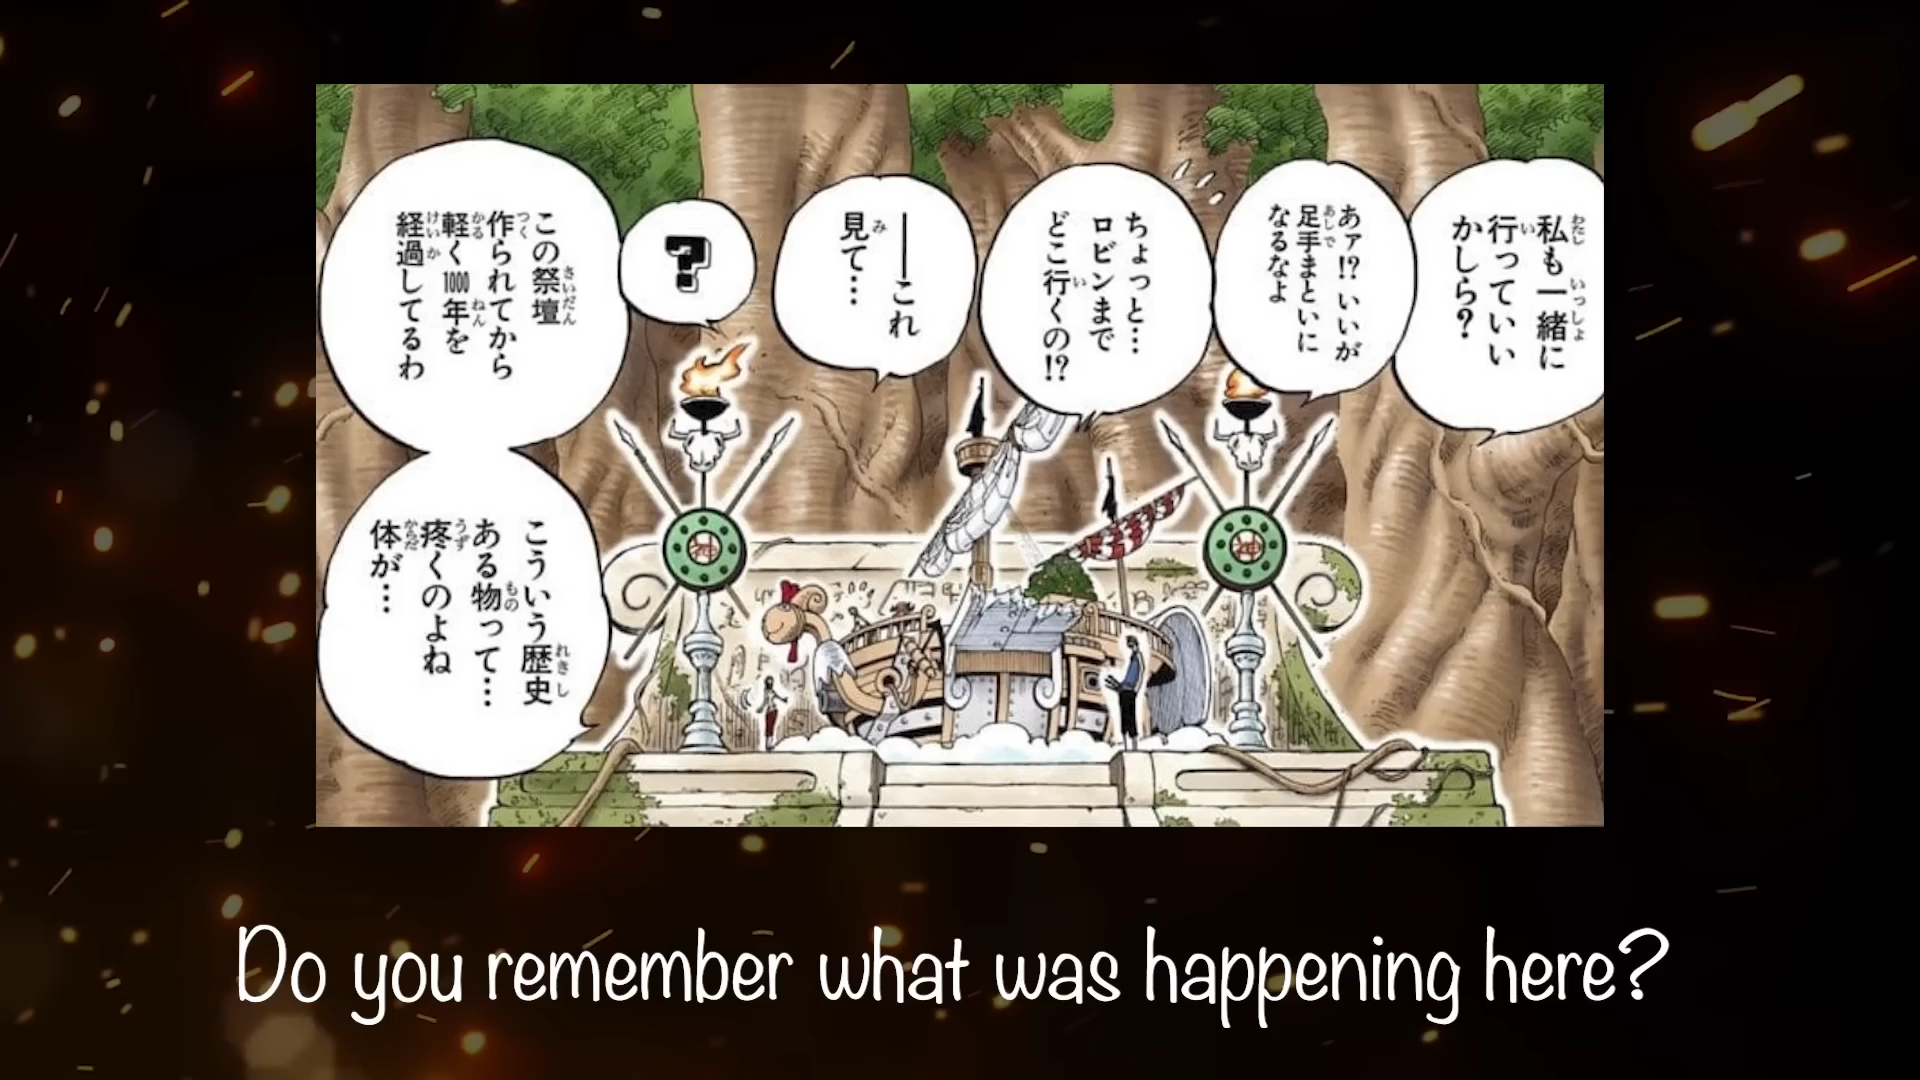 私も一緒に
行っていい
かしら?
あァ!?いいが
足手まといに
なるなよ
ちょっと…
ロビンまで
どこ行くの!?
——これ
見て…
?
この祭壇
作られてから
軽く1000年を
経過してるわ
こういう歴史
ある物って…
疼くのよね
体が…
神
神
Do you remember what was happening here?